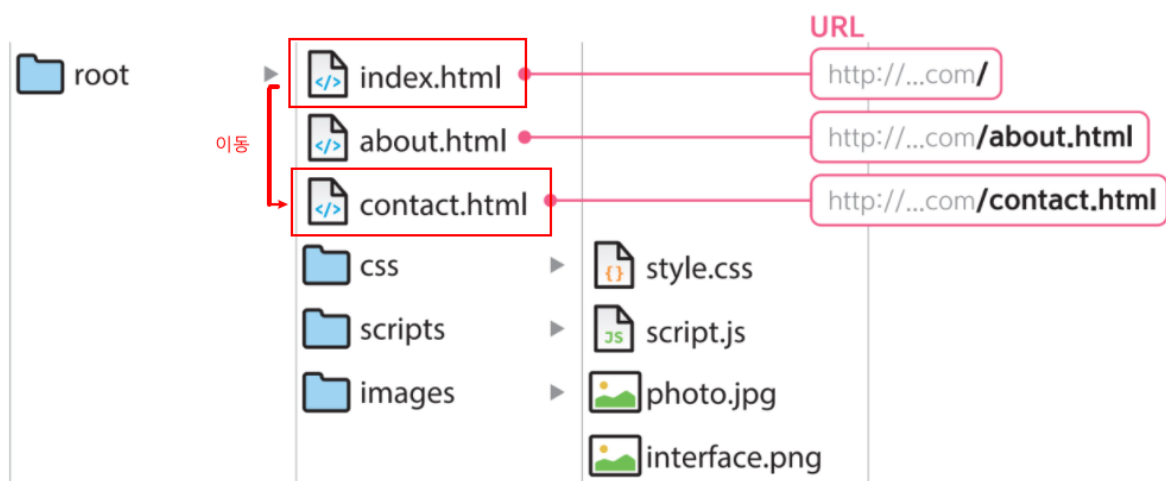 URL
root
index.html
http://...com/
이동
about.html
http://...com/about.html
contact.html
http://...com/contact.html
css
{}
style.css
scripts
JS
script.js
images
photo.jpg
interface.png